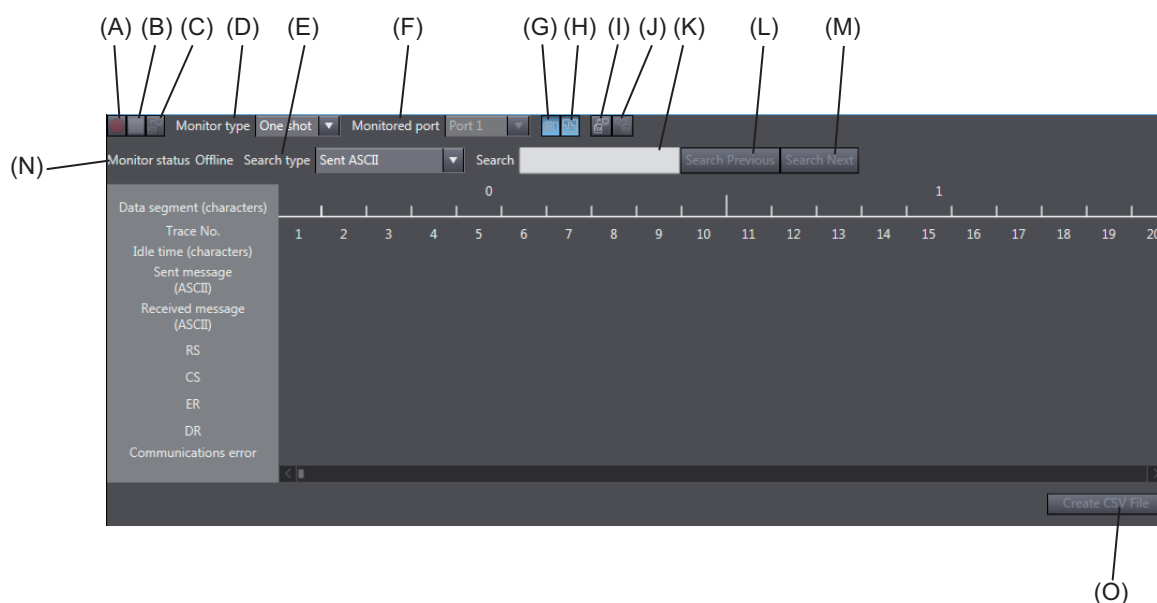 (A) (B) (C) (D) (E) (F) (G) (H) (I) (J) (K) (L) (M)
Monitor type One shot Monitored port Port 1
(N) Monitor status Offline Search type Sent ASCII Search Search Previous Search Next
0 1
Data segment (characters)
Trace No. 1 2 3 4 5 6 7 8 9 10 11 12 13 14 15 16 17 18 19 20
Idle time (characters)
Sent message
(ASCII)
Received message
(ASCII)
RS
CS
ER
DR
Communications error
Create CSV File
(O)